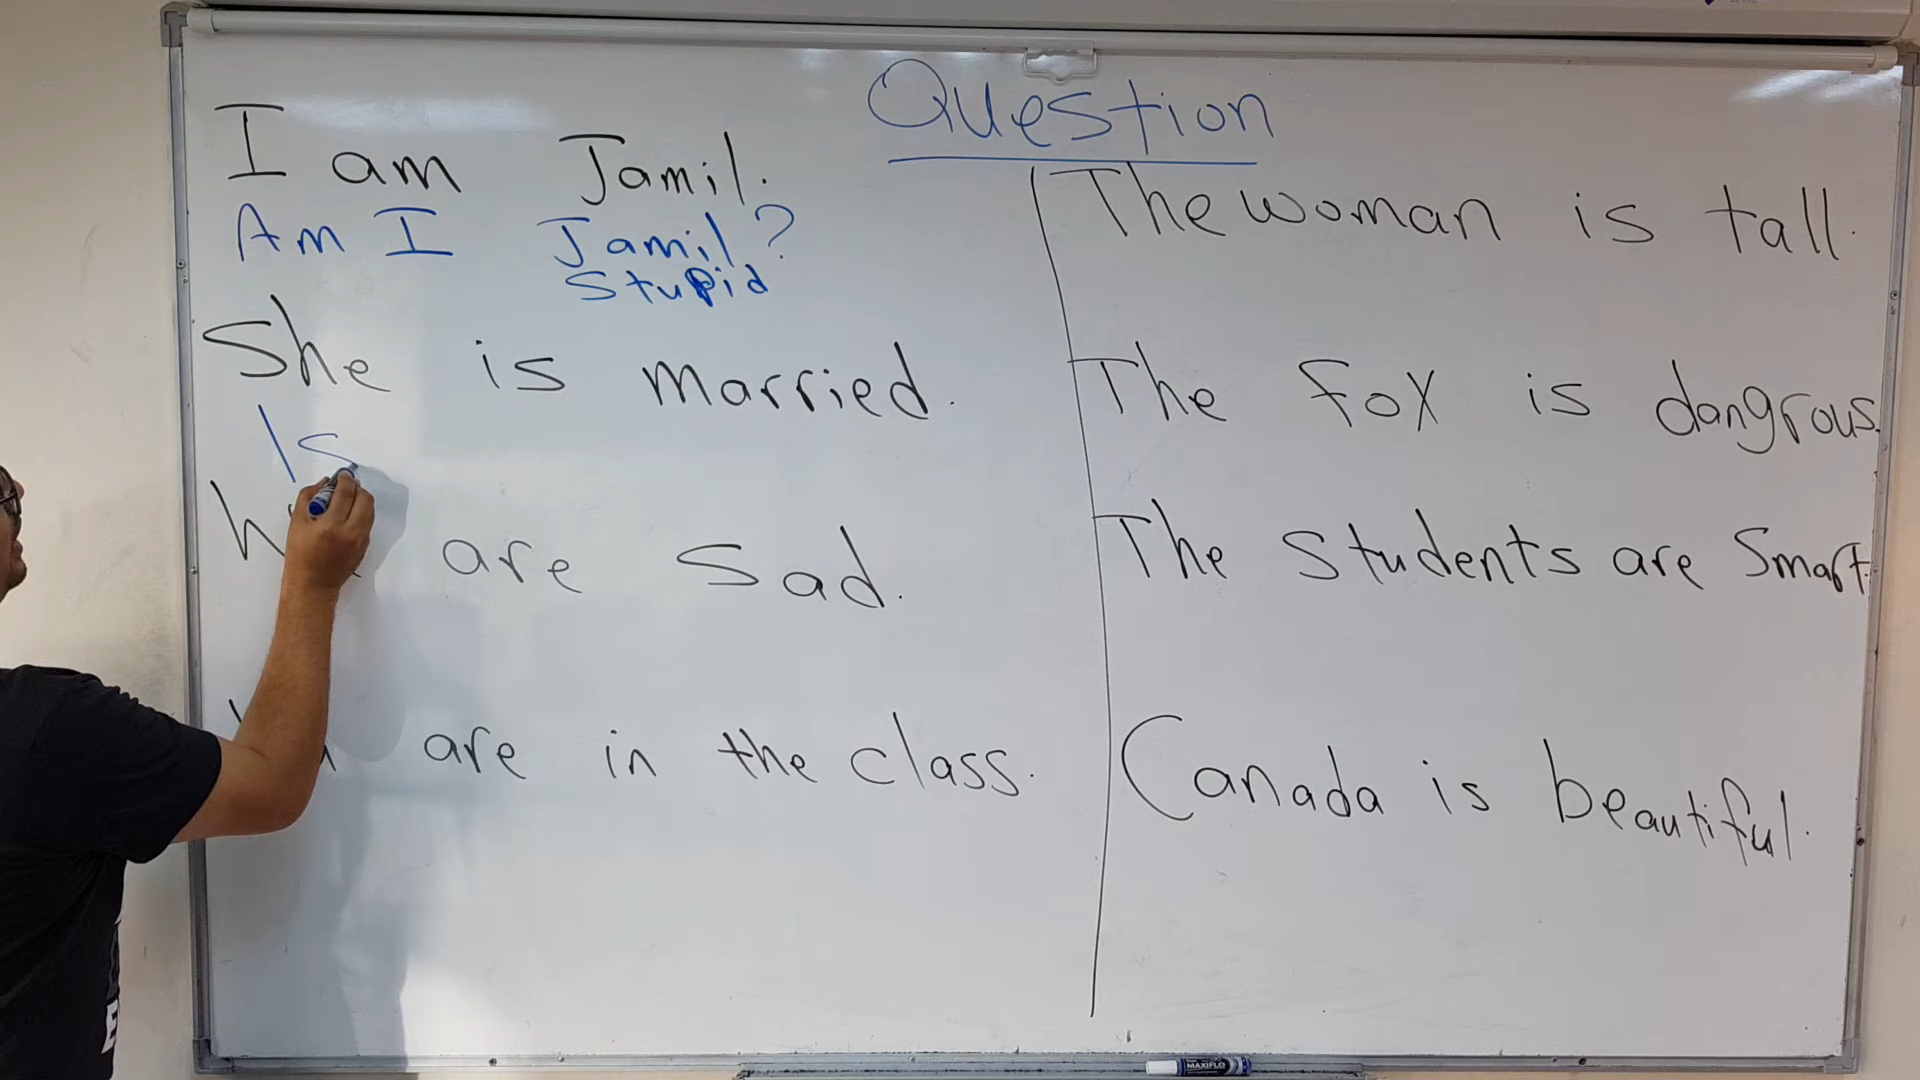 Question
I am Jamil.
Am I Jamil?
Stupid
She is married.
Is
are sad.
are in the class.
The woman is tall.
The Fox is dangrous.
The Students are Smart.
Canada is beautiful.
MAXIFLO